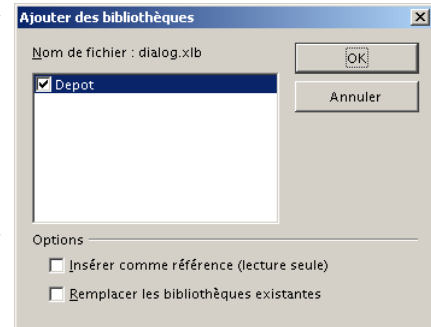 Ajouter des bibliothèques
Nom de fichier : dialog.xlb
OK
Depot
Annuler
Options
Insérer comme référence (lecture seule)
Remplacer les bibliothèques existantes